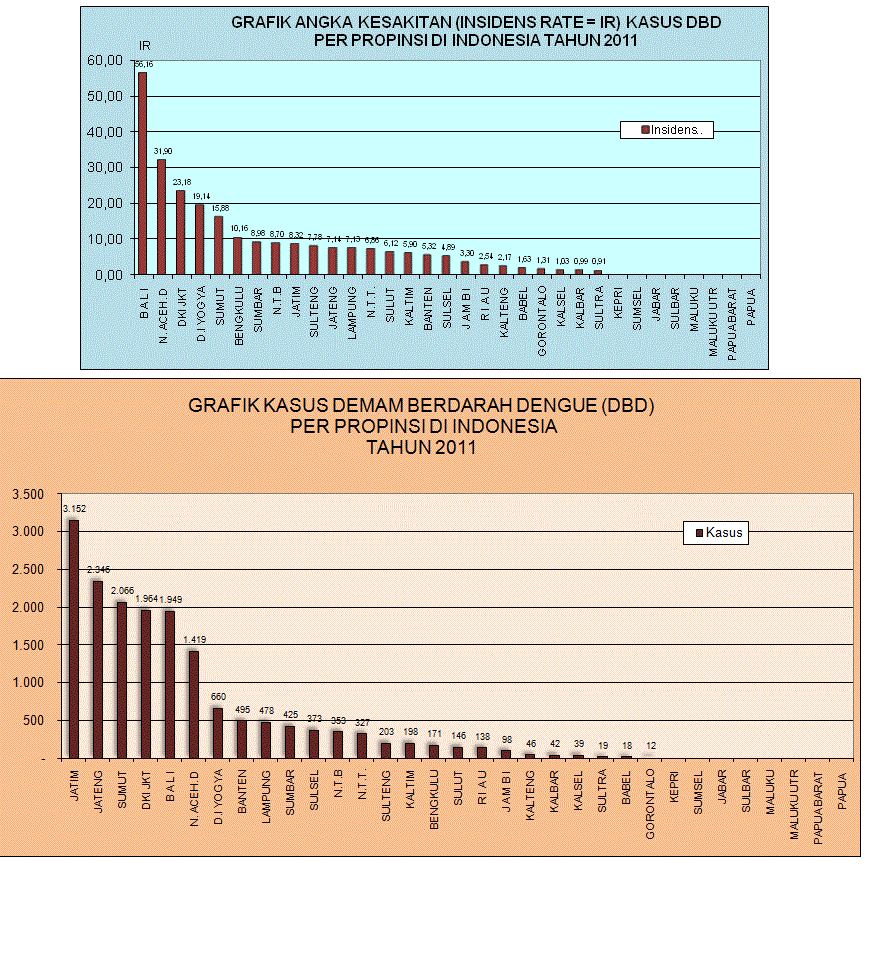 GRAFIK ANGKA KESAKITAN (INSIDENS RATE = IR) KASUS DBD
PER PROPINSI DI INDONESIA TAHUN 2011
IR
60,00
50,00
40,00
30,00
20,00
10,00
0,00
56,16
31,90
23,18
19,14
15,88
10,16
8,98
8,70
8,32
7,78
7,14
7,13
6,86
6,12
5,90
5,32
4,89
3,30
2,54
2,17
1,63
1,31
1,03
0,99
0,91
Insidens..
B A L I
N. ACEH.D
DKI JKT
D.I YOGYA
SUMUT
BENGKULU
SUMBAR
N.T.B
JATIM
SULTENG
JATENG
LAMPUNG
N.T.T.
SULUT
KALTIM
BANTEN
SULSEL
J A M B I
R I A U
KALTENG
BABEL
GORONTALO
KALSEL
KALBAR
SULTRA
KEPRI
SUMSEL
JABAR
SULBAR
MALUKU
MALUKU UTR
PAPUA BARAT
PAPUA
GRAFIK KASUS DEMAM BERDARAH DENGUE (DBD)
PER PROPINSI DI INDONESIA
TAHUN 2011
3.500
3.000
2.500
2.000
1.500
1.000
500
-
3.152
2.345
2.066
1.964
1.949
1.419
660
495
478
425
373
353
327
203
198
171
146
138
98
46
42
39
19
18
12
Kasus
JATIM
JATENG
SUMUT
DKI JKT
B A L I
N. ACEH.D
D.I YOGYA
BANTEN
LAMPUNG
SUMBAR
SULSEL
N.T.B
N.T.T.
SULTENG
KALTIM
BENGKULU
SULUT
R I A U
J A M B I
KALTENG
KALBAR
KALSEL
SULTRA
BABEL
GORONTALO
KEPRI
SUMSEL
JABAR
SULBAR
MALUKU
MALUKU UTR
PAPUA BARAT
PAPUA